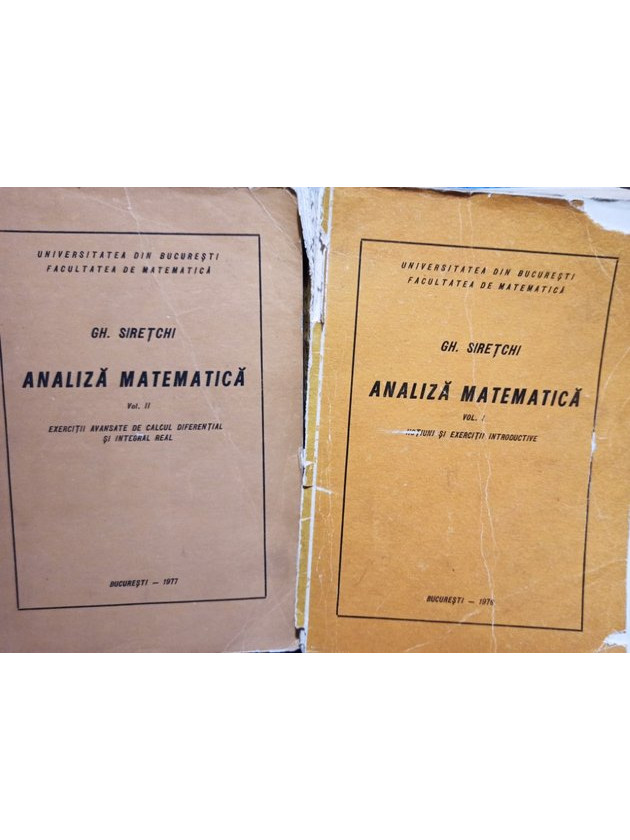 UNIVERSITATEA DIN BUCUREŞTI
FACULTATEA DE MATEMATICĂ
GH. SIREŢCHI
ANALIZĂ MATEMATICĂ
Vol. II
EXERCIŢII AVANSATE DE CALCUL DIFERENŢIAL
ŞI INTEGRAL REAL
BUCUREŞTI — 1977
UNIVERSITATEA DIN BUCUREŞTI
FACULTATEA DE MATEMATICĂ
GH. SIREŢCHI
ANALIZĂ MATEMATICĂ
VOL.
ŞI EXERCIŢII INTRODUCTIVE
BUCUREŞTI —